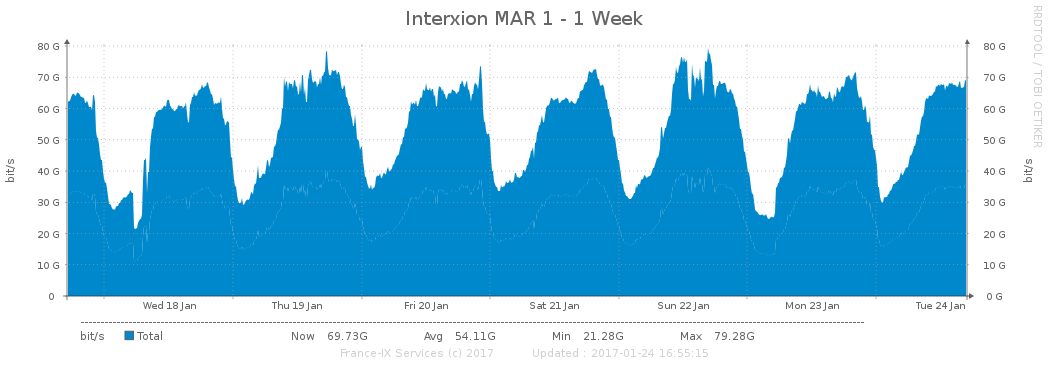 Interxion MAR 1 - 1 Week
RRDTOOL / TOBI OETIKER
bit/s
80 G 80 G
70 G 70 G
60 G 60 G
50 G 50 G
40 G 40 G
30 G 30 G
20 G 20 G
10 G 10 G
0 0 G
bit/s
Wed 18 Jan Thu 19 Jan Fri 20 Jan Sat 21 Jan Sun 22 Jan Mon 23 Jan Tue 24 Jan
bit/s Total Now 69.73G Avg 54.11G Min 21.28G Max 79.28G
France-IX Services (c) 2017 Updated : 2017-01-24 16:55:15